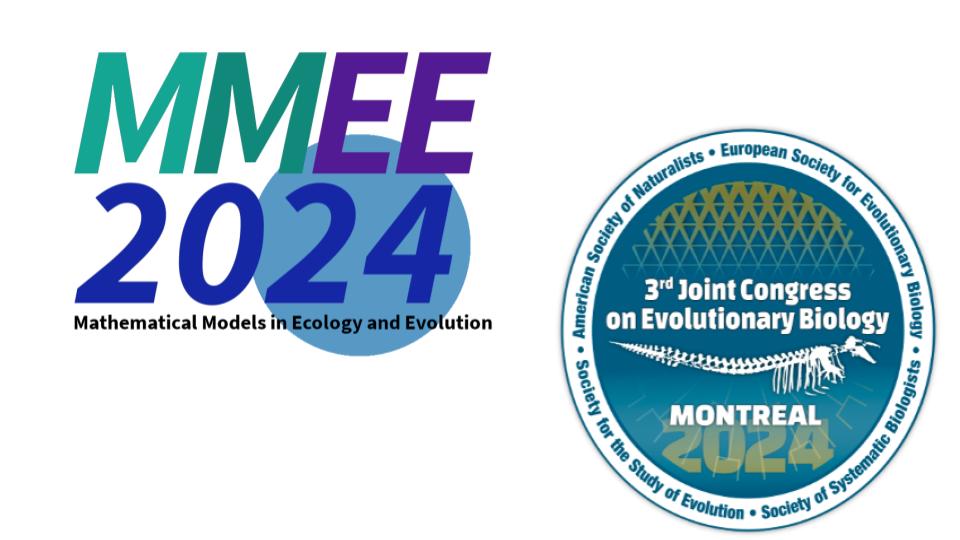 MMEE
2024
Mathematical Models in Ecology and Evolution
American Society of Naturalists • European Society for Evolutionary Biology •
Society of Systematic Biologists •
Society for the Study of Evolution •
3rd Joint Congress
on Evolutionary Biology
MONTREAL
2024